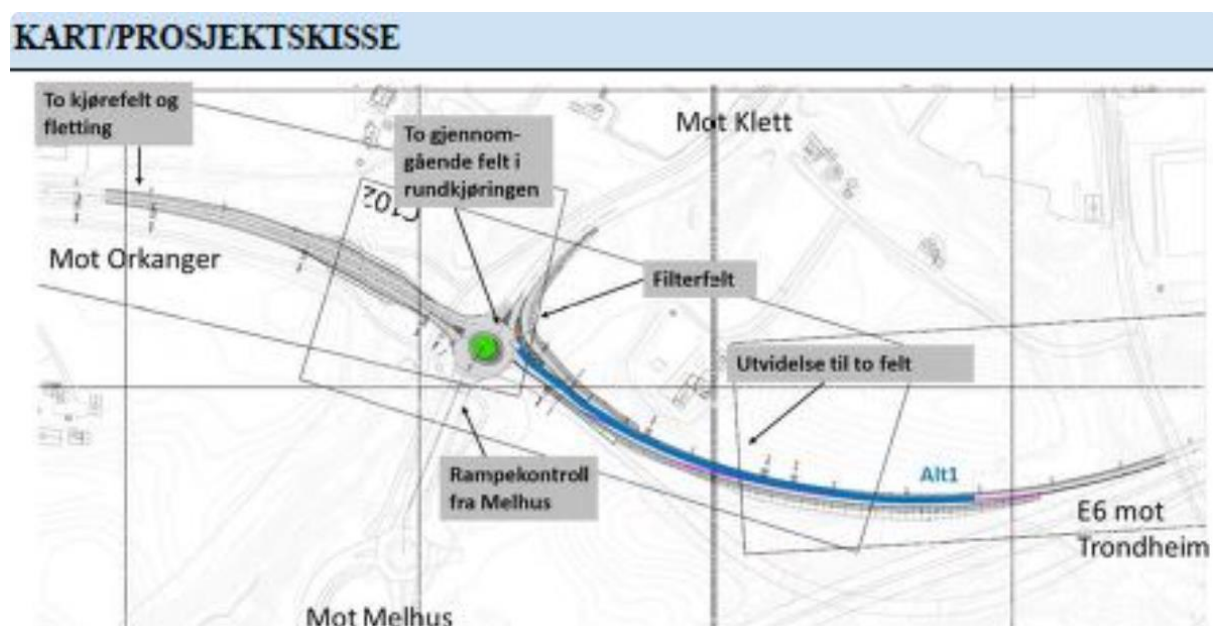 KART/PROSJEKTSKISSE
To kjørefelt og
fletting
To gjennom-
gående felt i
rundkjøringen
Mot Klett
C102
Mot Orkanger
Filterfelt
Utvidelse til to felt
Rampekontroll
fra Melhus
Alt1
E6 mot
Trondheim
Mot Melhus